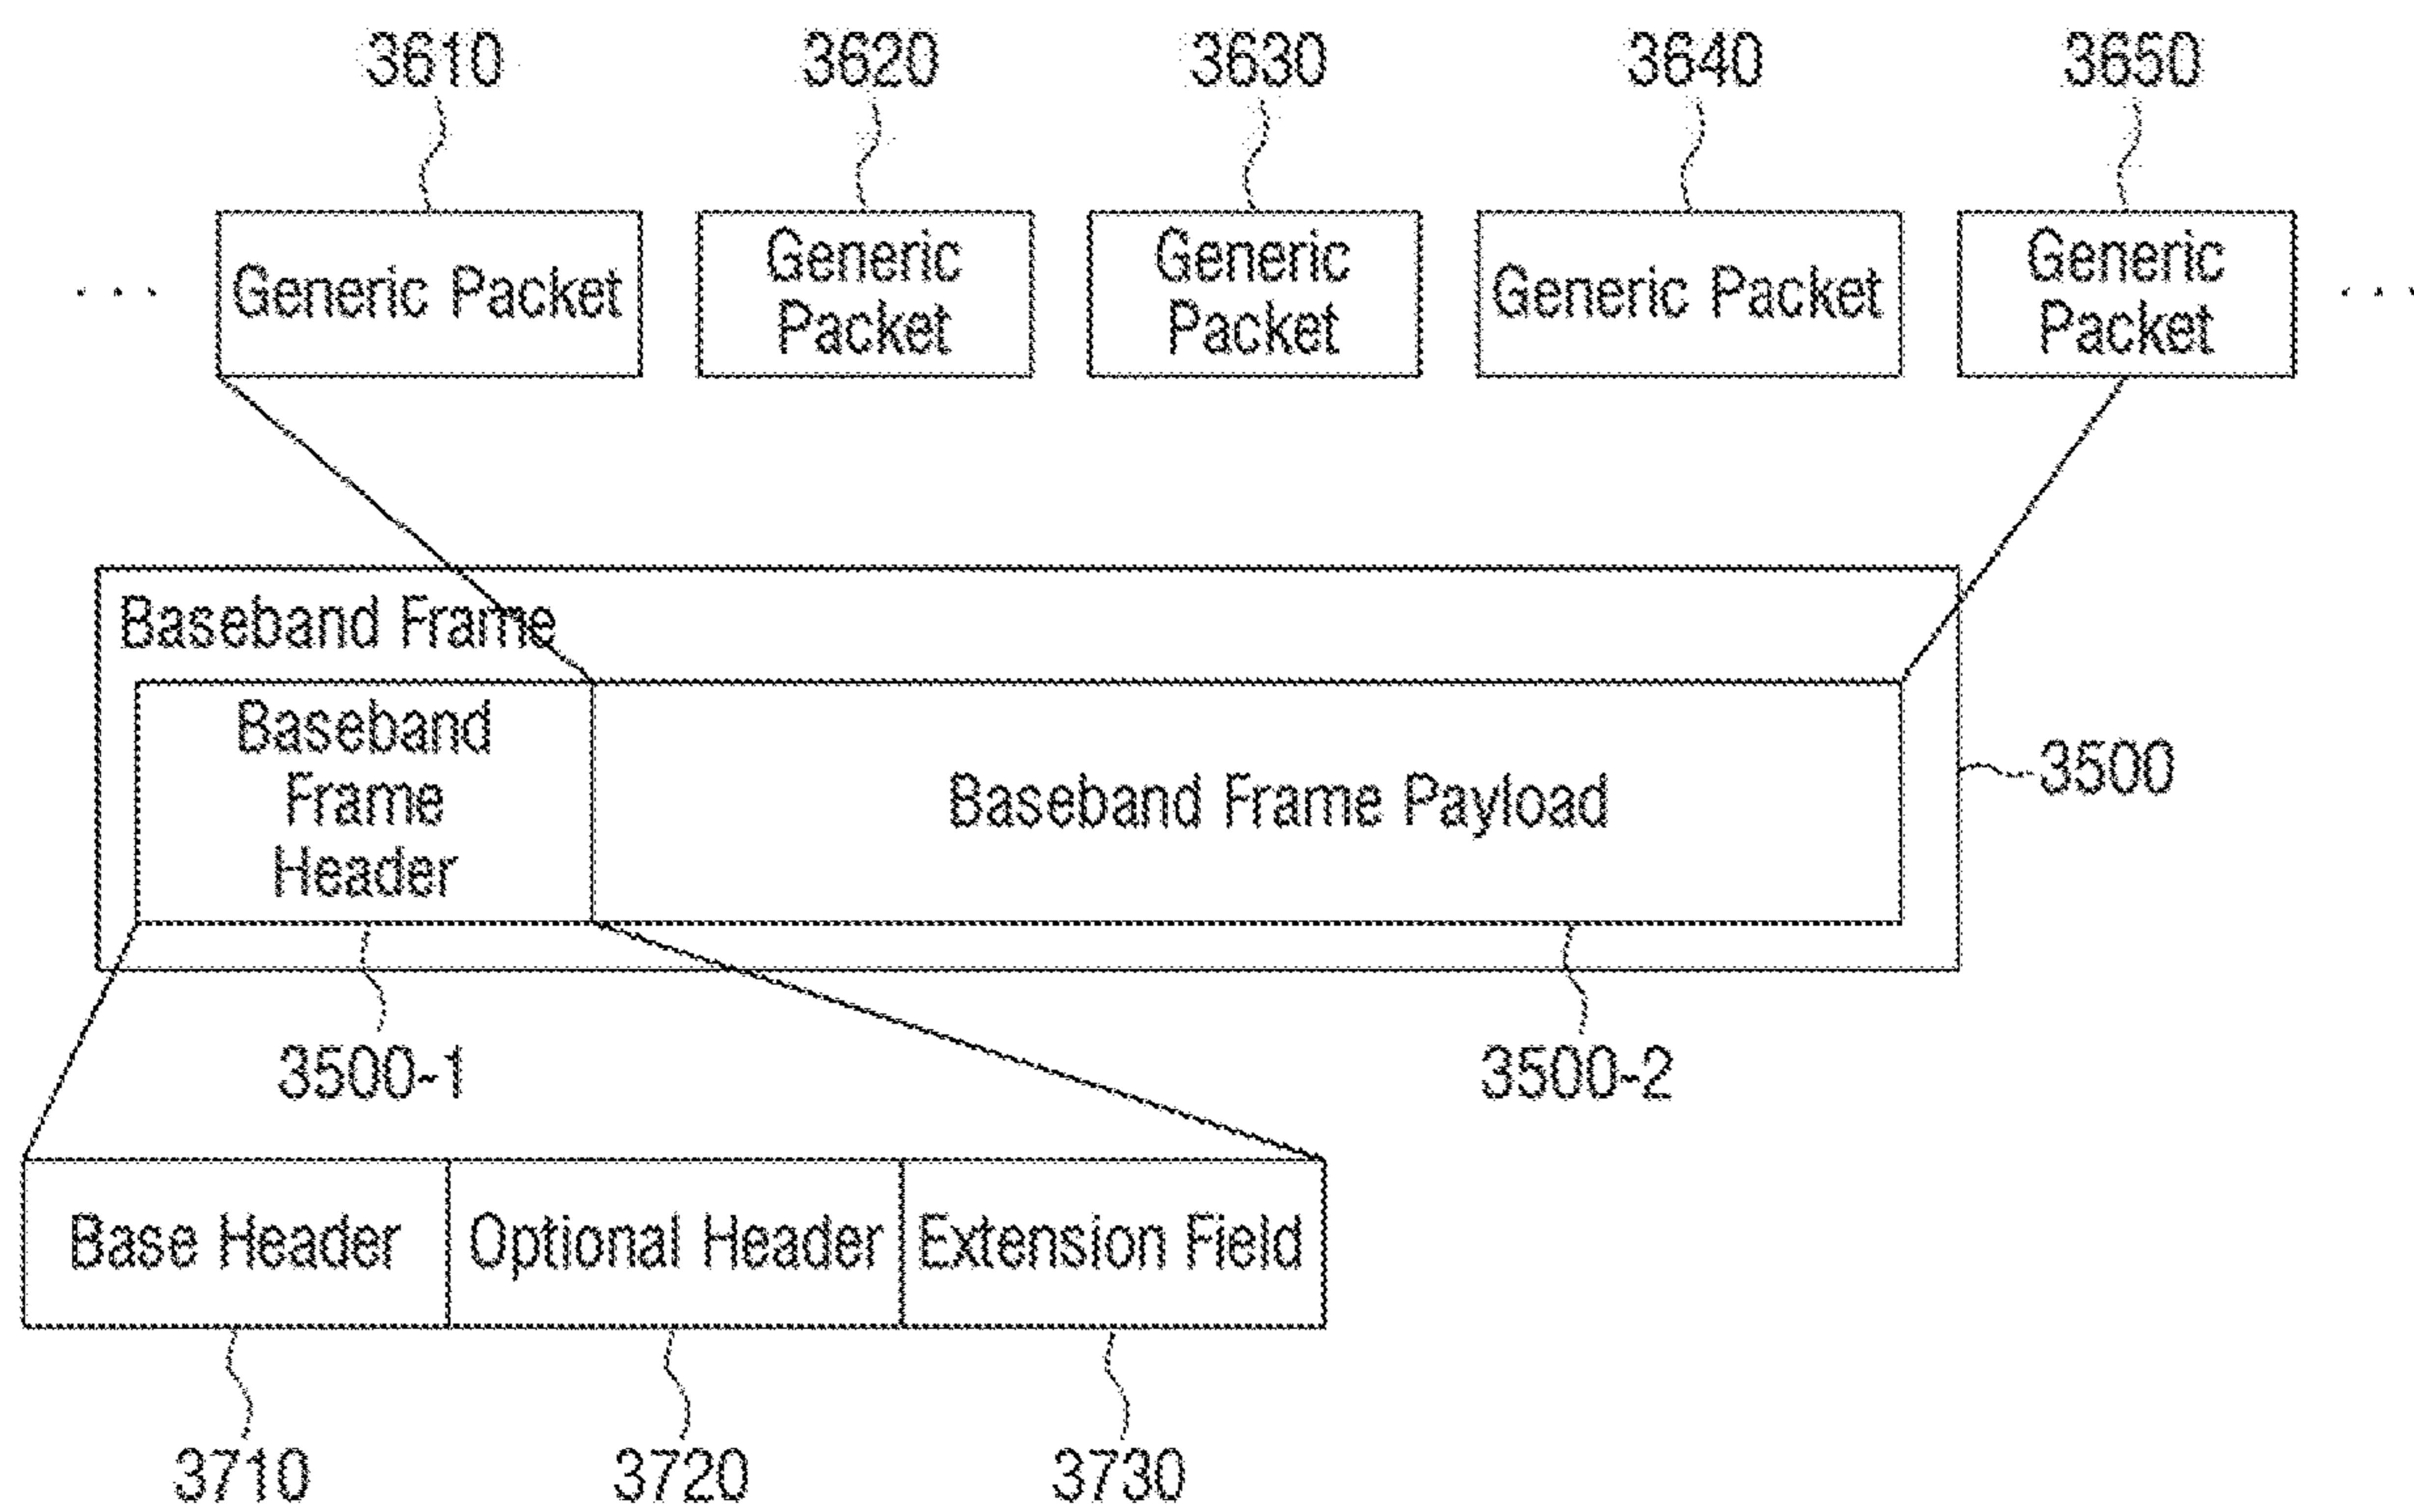 3610 3620 3630 3640 3650
Generic Packet
Generic
Packet
Generic
Packet
Generic Packet
Generic
Packet
Baseband Frame
Baseband
Frame
Header
Baseband Frame Payload
3500
3500-1
3500-2
Base Header
Optional Header
Extension Field
3710 3720 3730